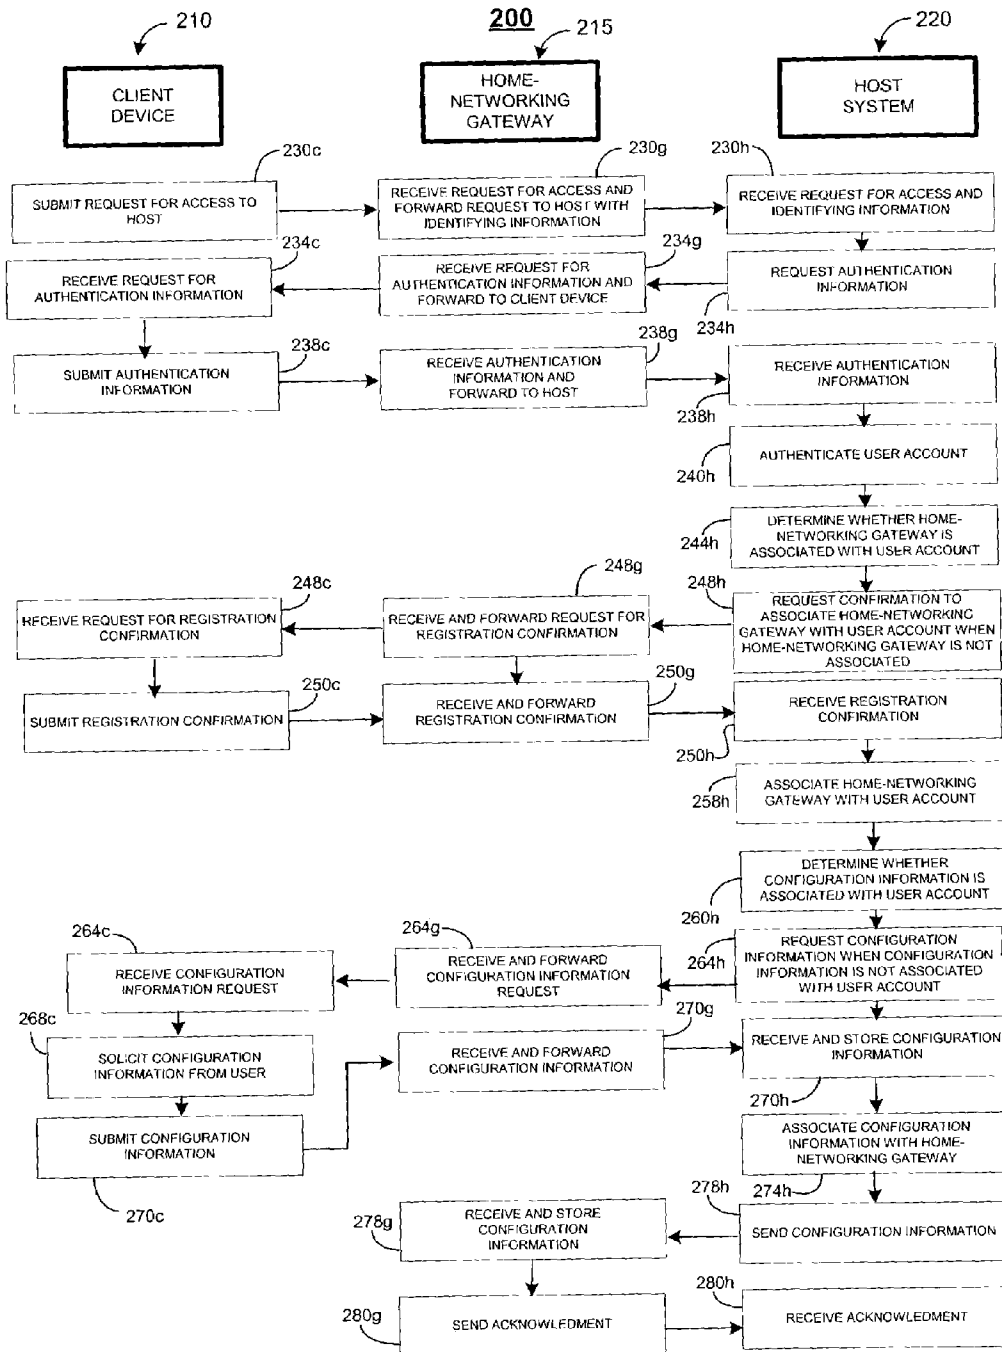 200
210
215
220
CLIENT
DEVICE
HOME-
NETWORKING
GATEWAY
HOST
SYSTEM
230c
230g
230h
SUBMIT REQUEST FOR ACCESS TO
HOST
RECEIVE REQUEST FOR ACCESS AND
FORWARD REQUEST TO HOST WITH
IDENTIFYING INFORMATION
RECEIVE REQUEST FOR ACCESS AND
IDENTIFYING INFORMATION
234c
234g
RECEIVE REQUEST FOR
AUTHENTICATION INFORMATION
RECEIVE REQUEST FOR
AUTHENTICATION INFORMATION AND
FORWARD TO CLIENT DEVICE
REQUEST AUTHENTICATION
INFORMATION
234h
238c
238g
SUBMIT AUTHENTICATION
INFORMATION
RECEIVE AUTHENTICATION
INFORMATION AND
FORWARD TO HOST
RECEIVE AUTHENTICATION
INFORMATION
238h
AUTHENTICATE USER ACCOUNT
240h
DETERMINE WHETHER HOME-
NETWORKING GATEWAY IS
ASSOCIATED WITH USER ACCOUNT
244h
248c
248g
248h
RECEIVE REQUEST FOR REGISTRATION
CONFIRMATION
RECEIVE AND FORWARD REQUEST FOR
REGISTRATION CONFIRMATION
REQUEST CONFIRMATION TO
ASSOCIATE HOME-NETWORKING
GATEWAY WITH USER ACCOUNT WHEN
HOME-NETWORKING GATEWAY IS
NOT ASSOCIATED
250c
250g
SUBMIT REGISTRATION CONFIRMATION
RECEIVE AND FORWARD
REGISTRATION CONFIRMATION
RECEIVE REGISTRATION
CONFIRMATION
250h
ASSOCIATE HOME-NETWORKING
GATEWAY WITH USER ACCOUNT
258h
DETERMINE WHETHER
CONFIGURATION INFORMATION IS
ASSOCIATED WITH USER ACCOUNT
260h
264c
264g
264h
RECEIVE CONFIGURATION
INFORMATION REQUEST
RECEIVE AND FORWARD
CONFIGURATION INFORMATION
REQUEST
REQUEST CONFIGURATION
INFORMATION WHEN CONFIGURATION
INFORMATION IS NOT ASSOCIATED
WITH USER ACCOUNT
268c
270g
SOLICIT CONFIGURATION
INFORMATION FROM USER
RECEIVE AND FORWARD
CONFIGURATION INFORMATION
RECEIVE AND STORE CONFIGURATION
INFORMATION
270h
SUBMIT CONFIGURATION
INFORMATION
270c
ASSOCIATE CONFIGURATION
INFORMATION WITH HOME-
NETWORKING GATEWAY
274h
278h
278g
RECEIVE AND STORE
CONFIGURATION
INFORMATION
SEND CONFIGURATION INFORMATION
280h
280g
SEND ACKNOWLEDMENT
RECEIVE ACKNOWLEDMENT